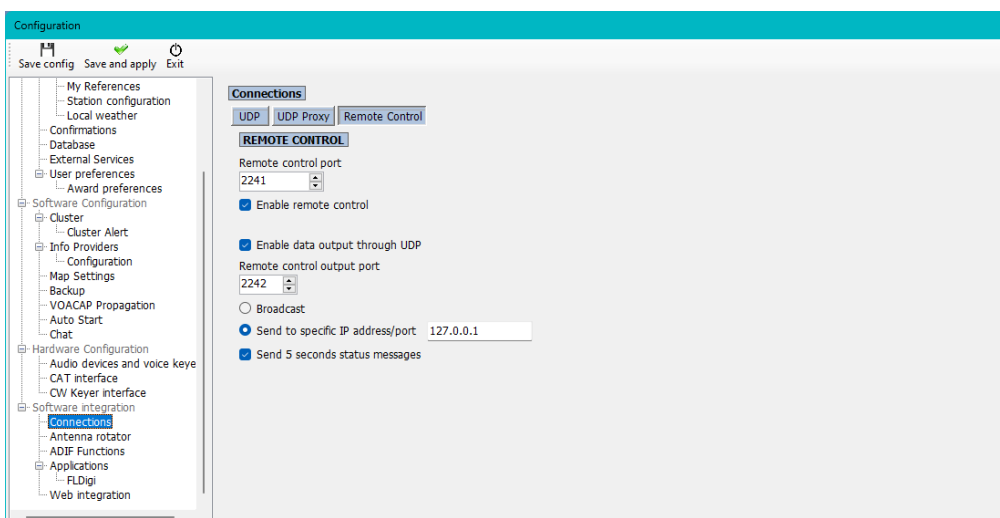 Configuration
Save config Save and apply Exit
My References
Station configuration
Local weather
Confirmations
Database
External Services
User preferences
Award preferences
Software Configuration
Cluster
Cluster Alert
Info Providers
Configuration
Map Settings
Backup
VOACAP Propagation
Auto Start
Chat
Hardware Configuration
Audio devices and voice keye
CAT interface
CW Keyer interface
Software integration
Connections
Antenna rotator
ADIF Functions
Applications
FLDigi
Web integration
Connections
UDP UDP Proxy Remote Control
REMOTE CONTROL
Remote control port
2241
Enable remote control
Enable data output through UDP
Remote control output port
2242
Broadcast
Send to specific IP address/port 127.0.0.1
Send 5 seconds status messages